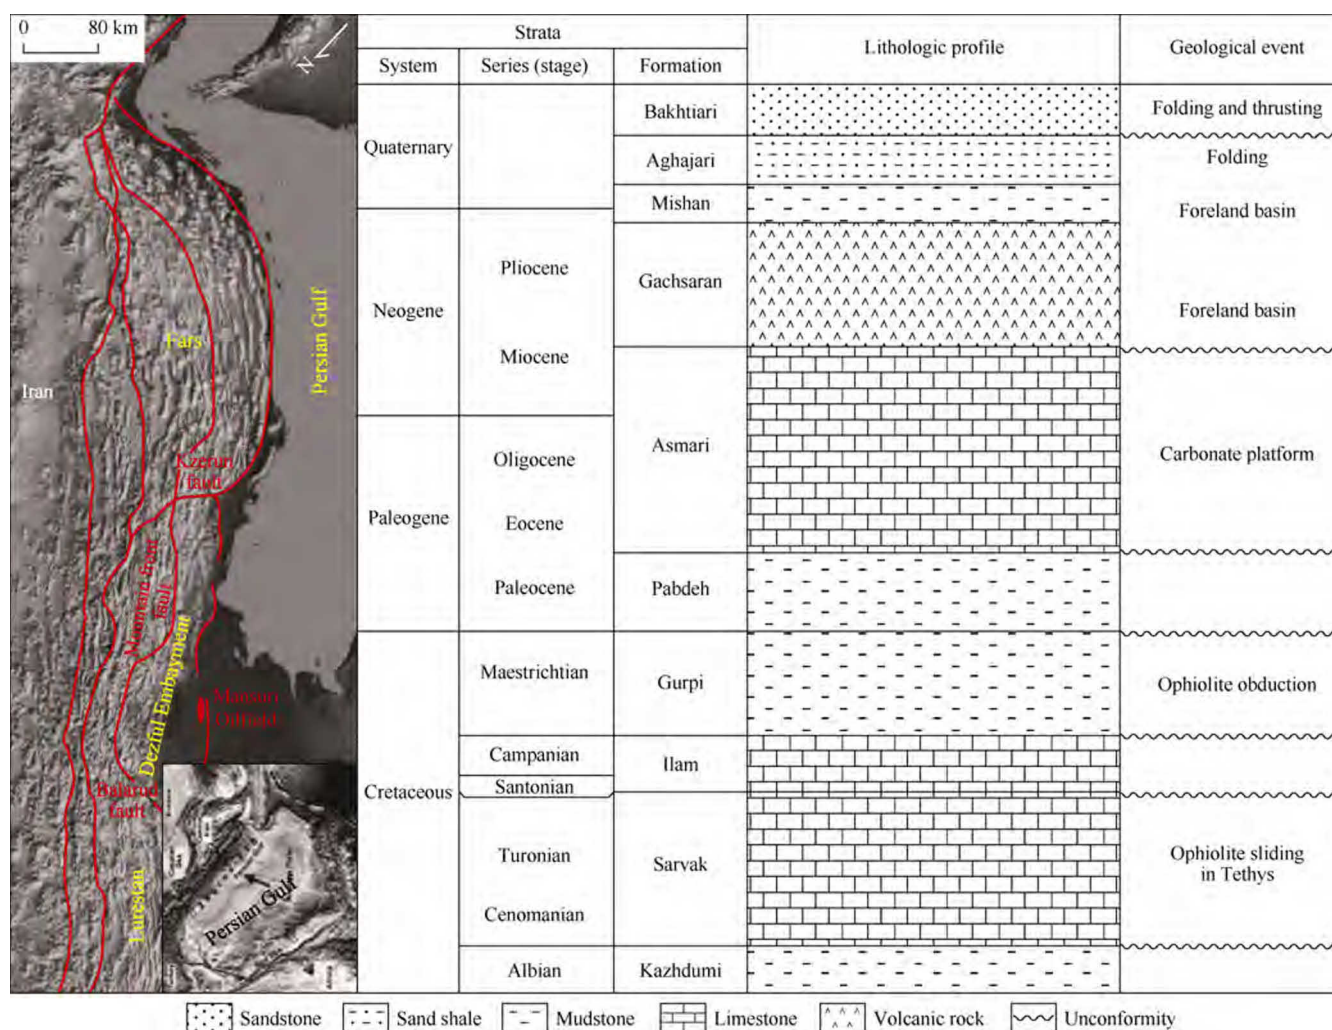 0 80 km
N
Fars
Iran
Persian Gulf
Kzerun
fault
Mountain front
fault
Dezful Embayment
Mansuri
Oilfield
Balarud
fault
Lurestan
Persian Gulf
Strata
Lithologic profile
Geological event
System
Series (stage)
Formation
Bakhtiari
Folding and thrusting
Quaternary
Aghajari
Folding
Mishan
Foreland basin
Pliocene
Gachsaran
Neogene
Foreland basin
Miocene
Asmari
Carbonate platform
Oligocene
Paleogene
Eocene
Paleocene
Pabdeh
Maestrichtian
Gurpi
Ophiolite obduction
Campanian
Ilam
Cretaceous
Santonian
Turonian
Sarvak
Ophiolite sliding
in Tethys
Cenomanian
Albian
Kazhdumi
Sandstone
Sand shale
Mudstone
Limestone
Volcanic rock
Unconformity